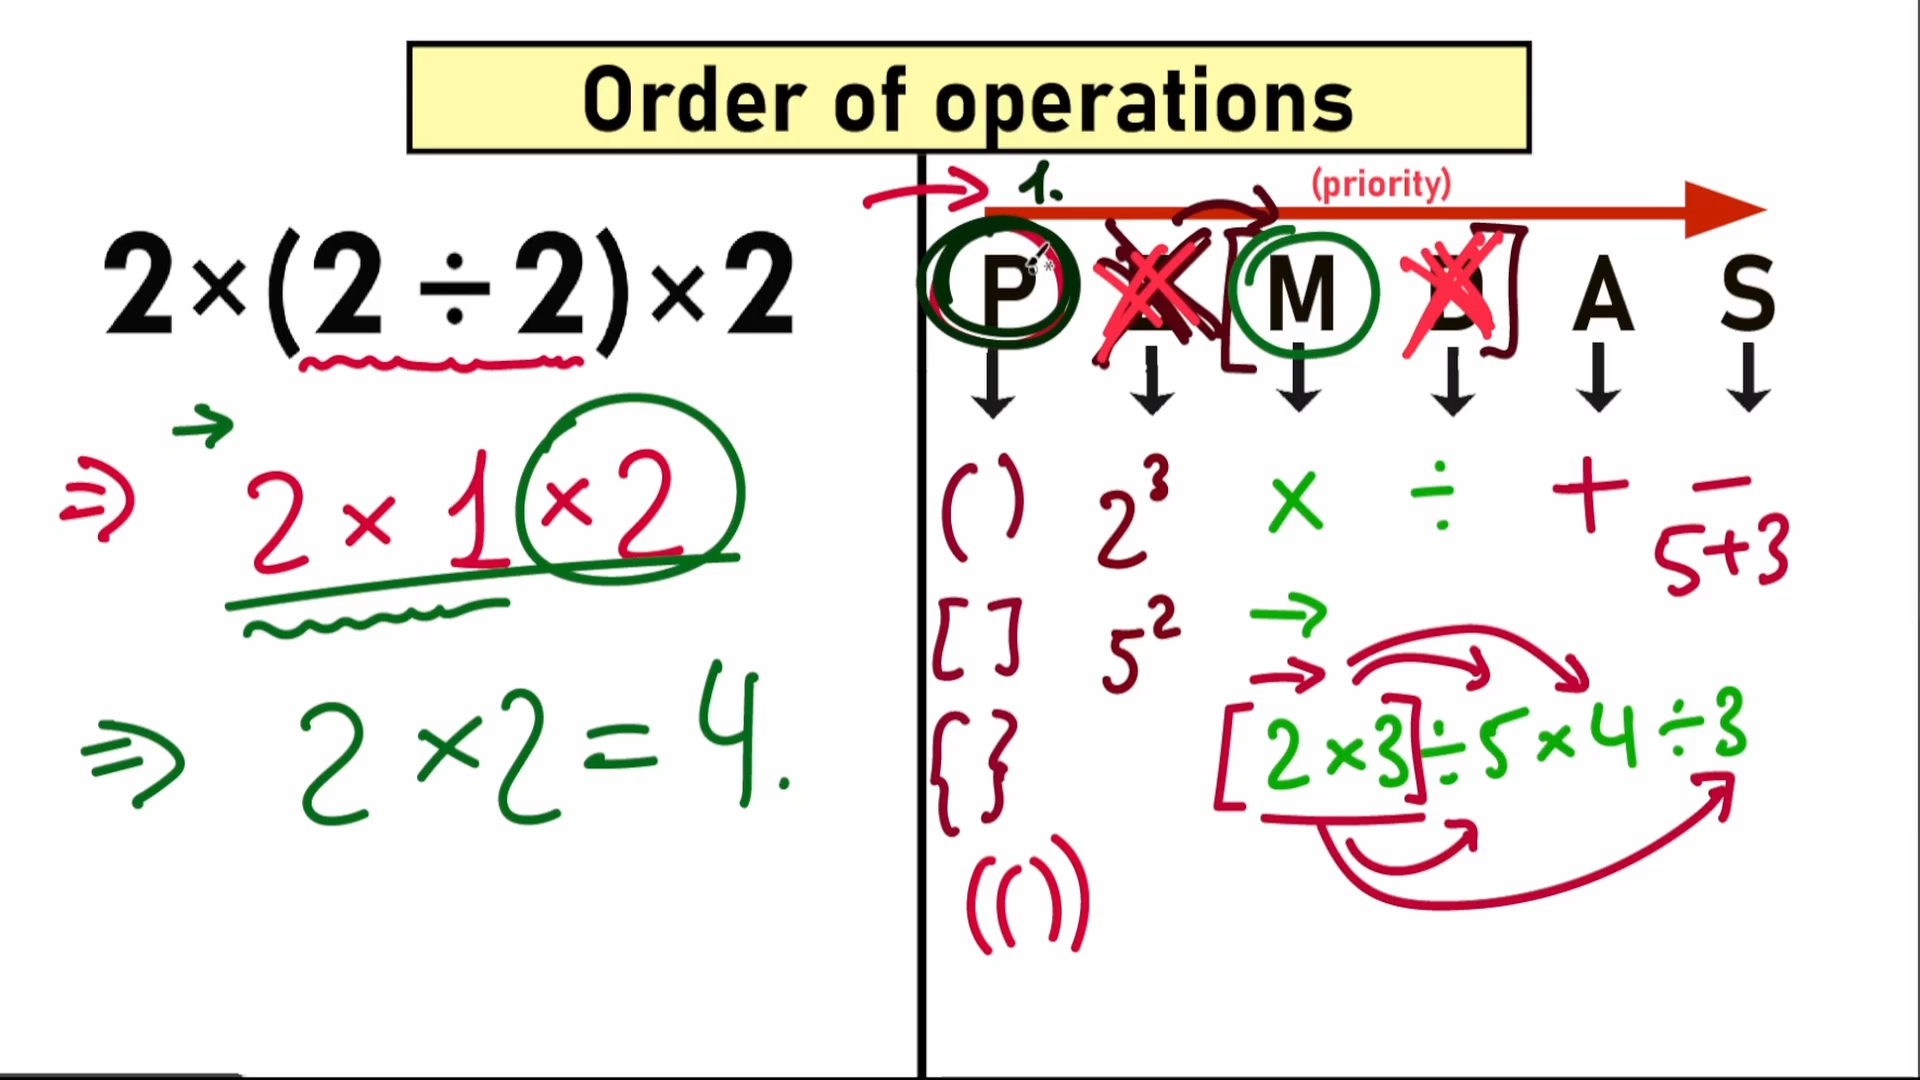 Order of operations
2×(2÷2)×2
⇒ → 2 × 1 × 2
⇒ 2 × 2 = 4.
1. (priority)
P E M D A S
( ) 2³ × ÷ + −
5+3
[ ] 5² →
→
{ } [2 × 3] ÷ 5 × 4 ÷ 3
(( ))